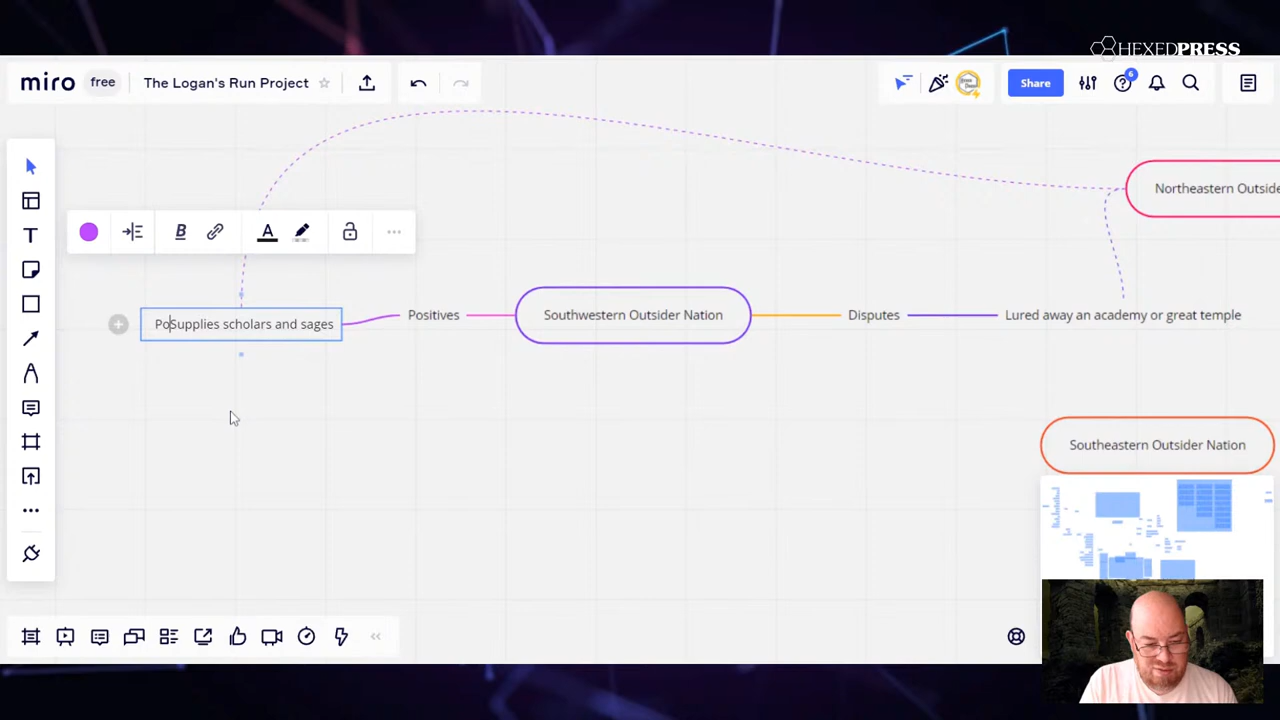 HEXEDPRESS
miro free The Logan's Run Project
Share
6
Northeastern Outside
B A
PoSupplies scholars and sages
Positives
Southwestern Outsider Nation
Disputes
Lured away an academy or great temple
Southeastern Outsider Nation